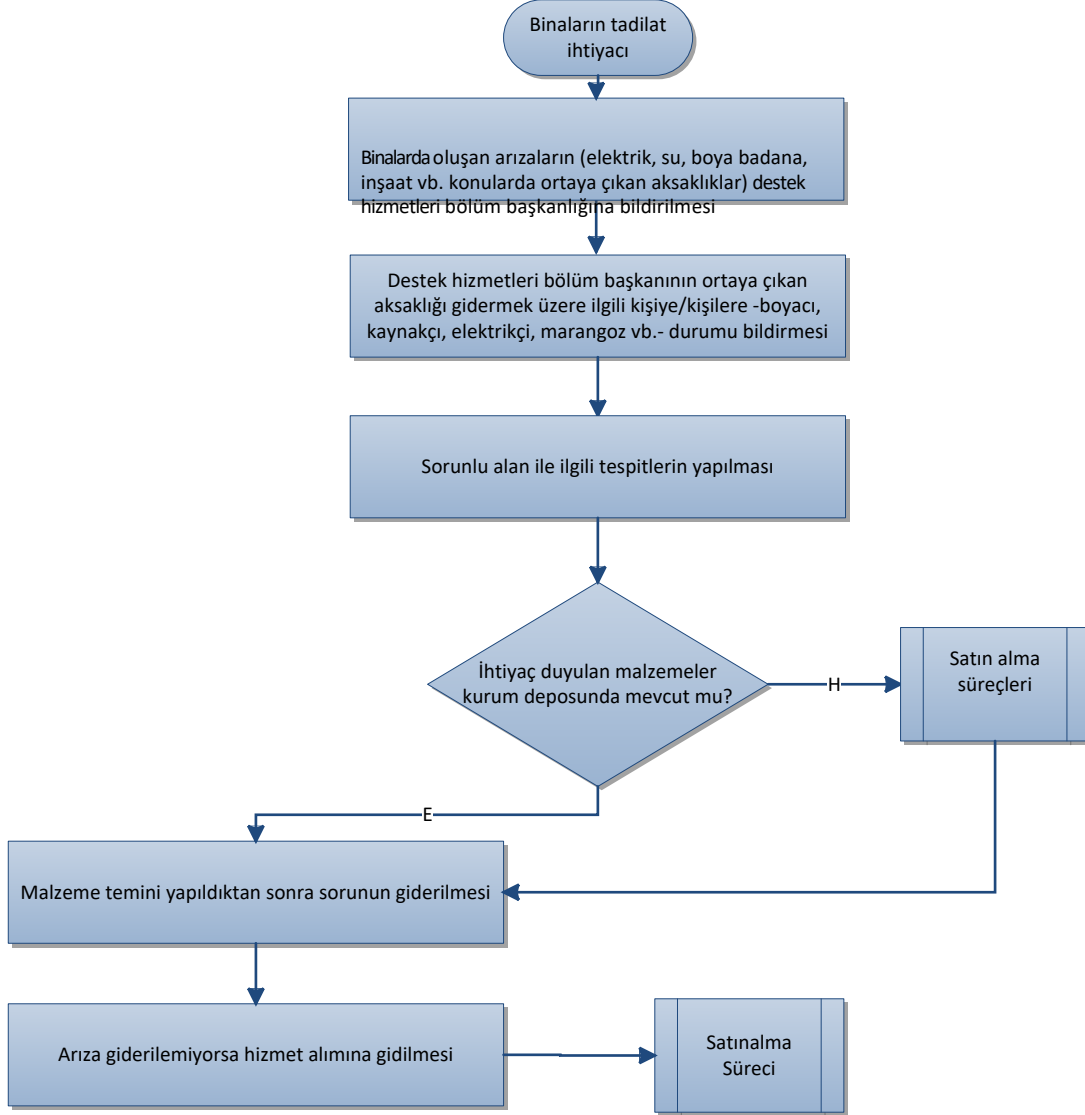 Binaların tadilat
ihtiyacı
Binalarda oluşan arızaların (elektrik, su, boya badana,
inşaat vb. konularda ortaya çıkan aksaklıklar) destek
hizmetleri bölüm başkanlığına bildirilmesi
Destek hizmetleri bölüm başkanının ortaya çıkan
aksaklığı gidermek üzere ilgili kişiye/kişilere -boyacı,
kaynakçı, elektrikçi, marangoz vb.- durumu bildirmesi
Sorunlu alan ile ilgili tespitlerin yapılması
İhtiyaç duyulan malzemeler
kurum deposunda mevcut mu?
H
Satın alma
süreçleri
E
Malzeme temini yapıldıktan sonra sorunun giderilmesi
Arıza giderilemiyorsa hizmet alımına gidilmesi
Satınalma
Süreci